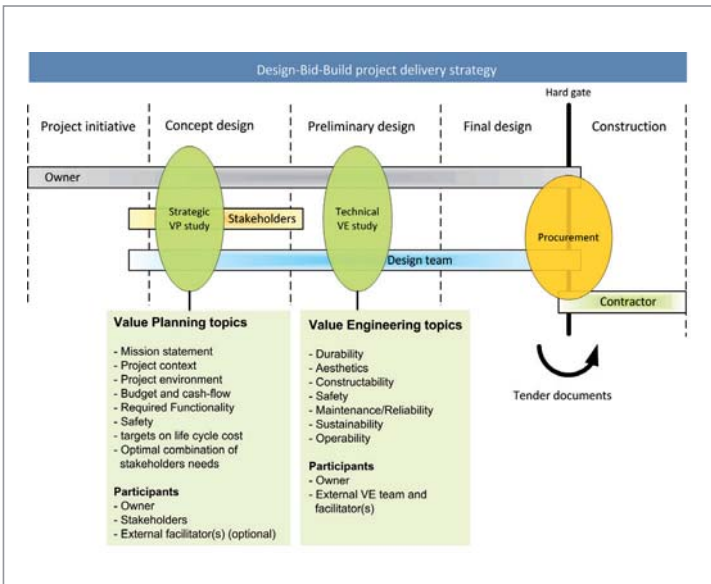 Design-Bid-Build project delivery strategy
Hard gate
Project initiative
Concept design
Preliminary design
Final design
Construction
Owner
Strategic
VP study
Stakeholders
Technical
VE study
Procurement
Design team
Contractor
Value Planning topics
- Mission statement
- Project context
- Project environment
- Budget and cash-flow
- Required Functionality
- Safety
- targets on life cycle cost
- Optimal combination of
stakeholders needs
Participants
- Owner
- Stakeholders
- External facilitator(s) (optional)
Value Engineering topics
- Durability
- Aesthetics
- Constructability
- Safety
- Maintenance/Reliability
- Sustainability
- Operability
Participants
- Owner
- External VE team and
facilitator(s)
Tender documents